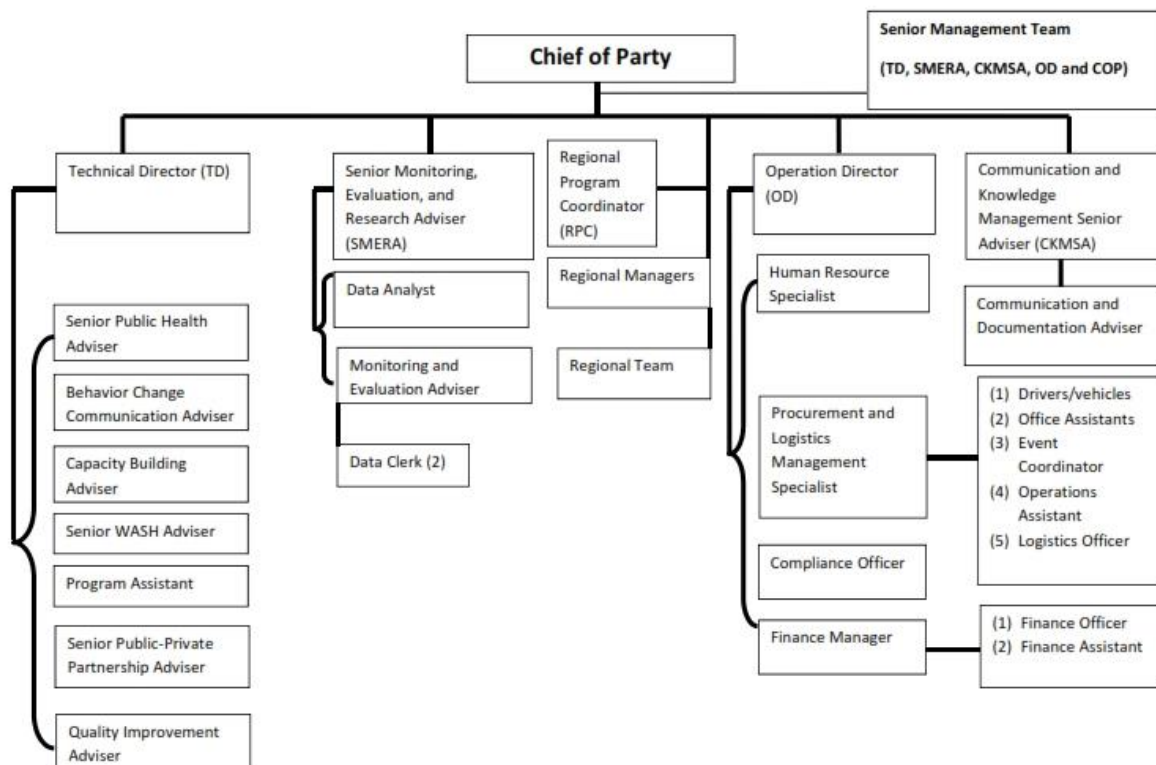 Senior Management Team
(TD, SMERA, CKMSA, OD and COP)
Chief of Party
Technical Director (TD)
Senior Public Health
Adviser
Behavior Change
Communication Adviser
Capacity Building
Adviser
Senior WASH Adviser
Program Assistant
Senior Public-Private
Partnership Adviser
Quality Improvement
Adviser
Senior Monitoring,
Evaluation, and
Research Adviser
(SMERA)
Data Analyst
Monitoring and
Evaluation Adviser
Data Clerk (2)
Regional
Program
Coordinator
(RPC)
Regional Managers
Regional Team
Operation Director
(OD)
Human Resource
Specialist
Procurement and
Logistics
Management
Specialist
(1) Drivers/vehicles
(2) Office Assistants
(3) Event
Coordinator
(4) Operations
Assistant
(5) Logistics Officer
Compliance Officer
Finance Manager
(1) Finance Officer
(2) Finance Assistant
Communication and
Knowledge
Management Senior
Adviser (CKMSA)
Communication and
Documentation Adviser